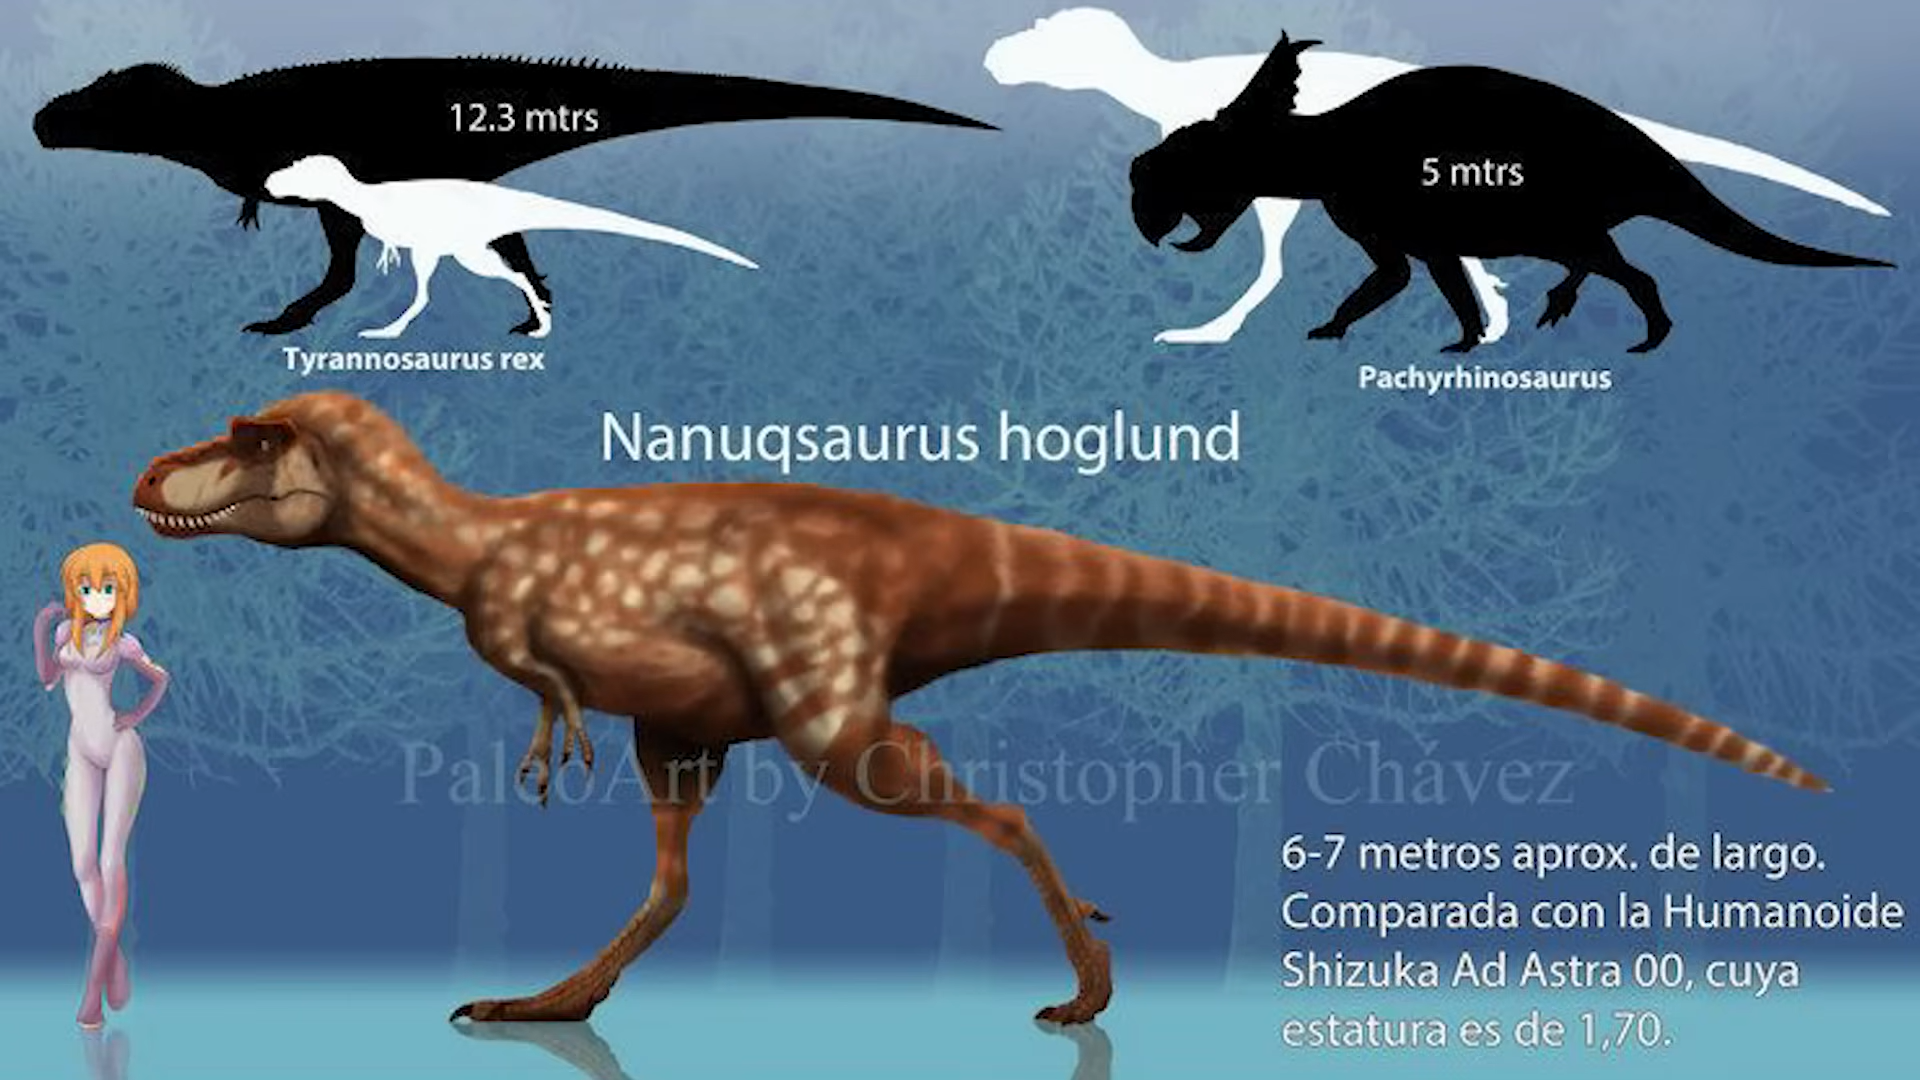 12.3 mtrs
5 mtrs
Tyrannosaurus rex
Pachyrhinosaurus
Nanuqsaurus hoglund
PaleoArt by Christopher Chávez
6-7 metros aprox. de largo.
Comparada con la Humanoide
Shizuka Ad Astra 00, cuya
estatura es de 1,70.